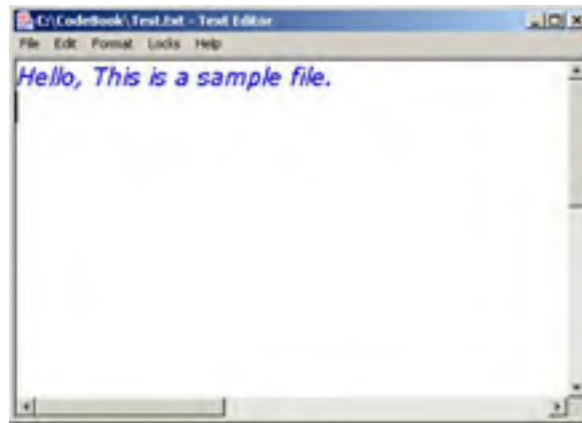 C:\CodeBook\Test.txt - Text Editor
File Edit Format Locks Help
Hello, This is a sample file.